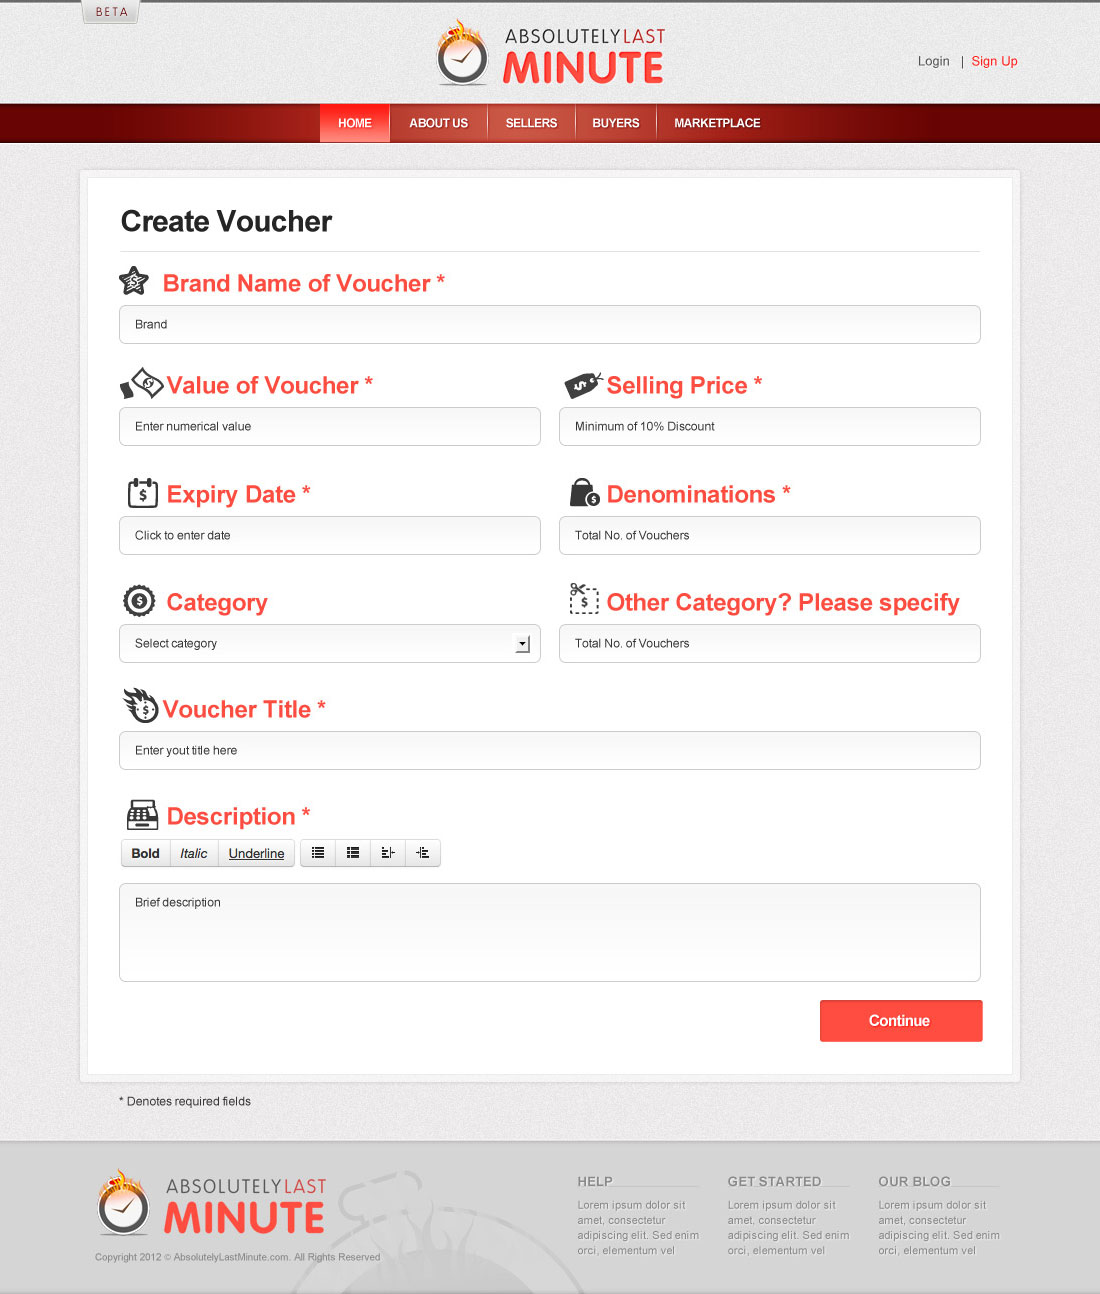 BETA
ABSOLUTELYLAST
MINUTE
Login | Sign Up
HOME ABOUT US SELLERS BUYERS MARKETPLACE
Create Voucher
Brand Name of Voucher *
Brand
Value of Voucher * Selling Price *
Enter numerical value Minimum of 10% Discount
Expiry Date * Denominations *
Click to enter date Total No. of Vouchers
Category Other Category? Please specify
Select category Total No. of Vouchers
Voucher Title *
Enter yout title here
Description *
Bold Italic Underline
Brief description
Continue
* Denotes required fields
ABSOLUTELYLAST
MINUTE
Copyright 2012 © AbsolutelyLastMinute.com. All Rights Reserved
HELP
Lorem ipsum dolor sit
amet, consectetur
adipiscing elit. Sed enim
orci, elementum vel
GET STARTED
Lorem ipsum dolor sit
amet, consectetur
adipiscing elit. Sed enim
orci, elementum vel
OUR BLOG
Lorem ipsum dolor sit
amet, consectetur
adipiscing elit. Sed enim
orci, elementum vel